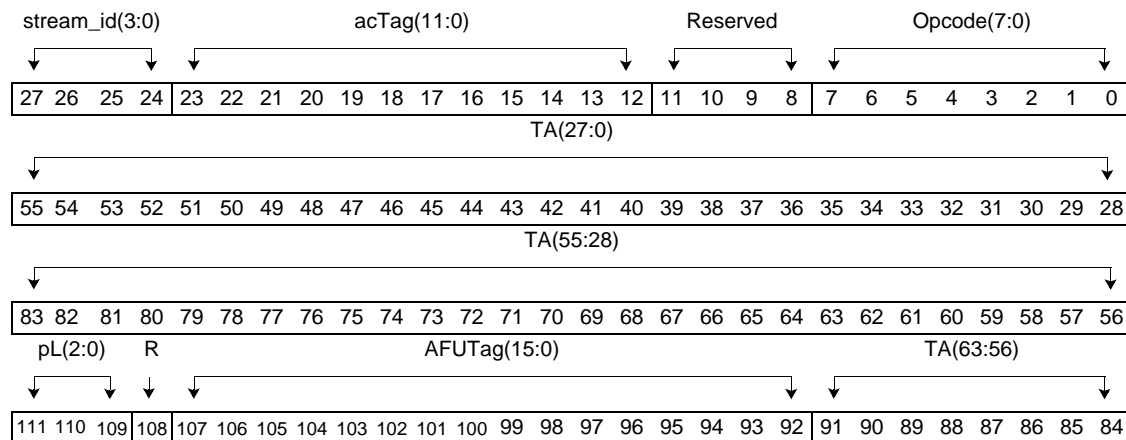 stream_id(3:0) acTag(11:0) Reserved Opcode(7:0)
27 26 25 24 23 22 21 20 19 18 17 16 15 14 13 12 11 10 9 8 7 6 5 4 3 2 1 0
TA(27:0)
55 54 53 52 51 50 49 48 47 46 45 44 43 42 41 40 39 38 37 36 35 34 33 32 31 30 29 28
TA(55:28)
83 82 81 80 79 78 77 76 75 74 73 72 71 70 69 68 67 66 65 64 63 62 61 60 59 58 57 56
pL(2:0) R AFUTag(15:0) TA(63:56)
111 110 109 108 107 106 105 104 103 102 101 100 99 98 97 96 95 94 93 92 91 90 89 88 87 86 85 84